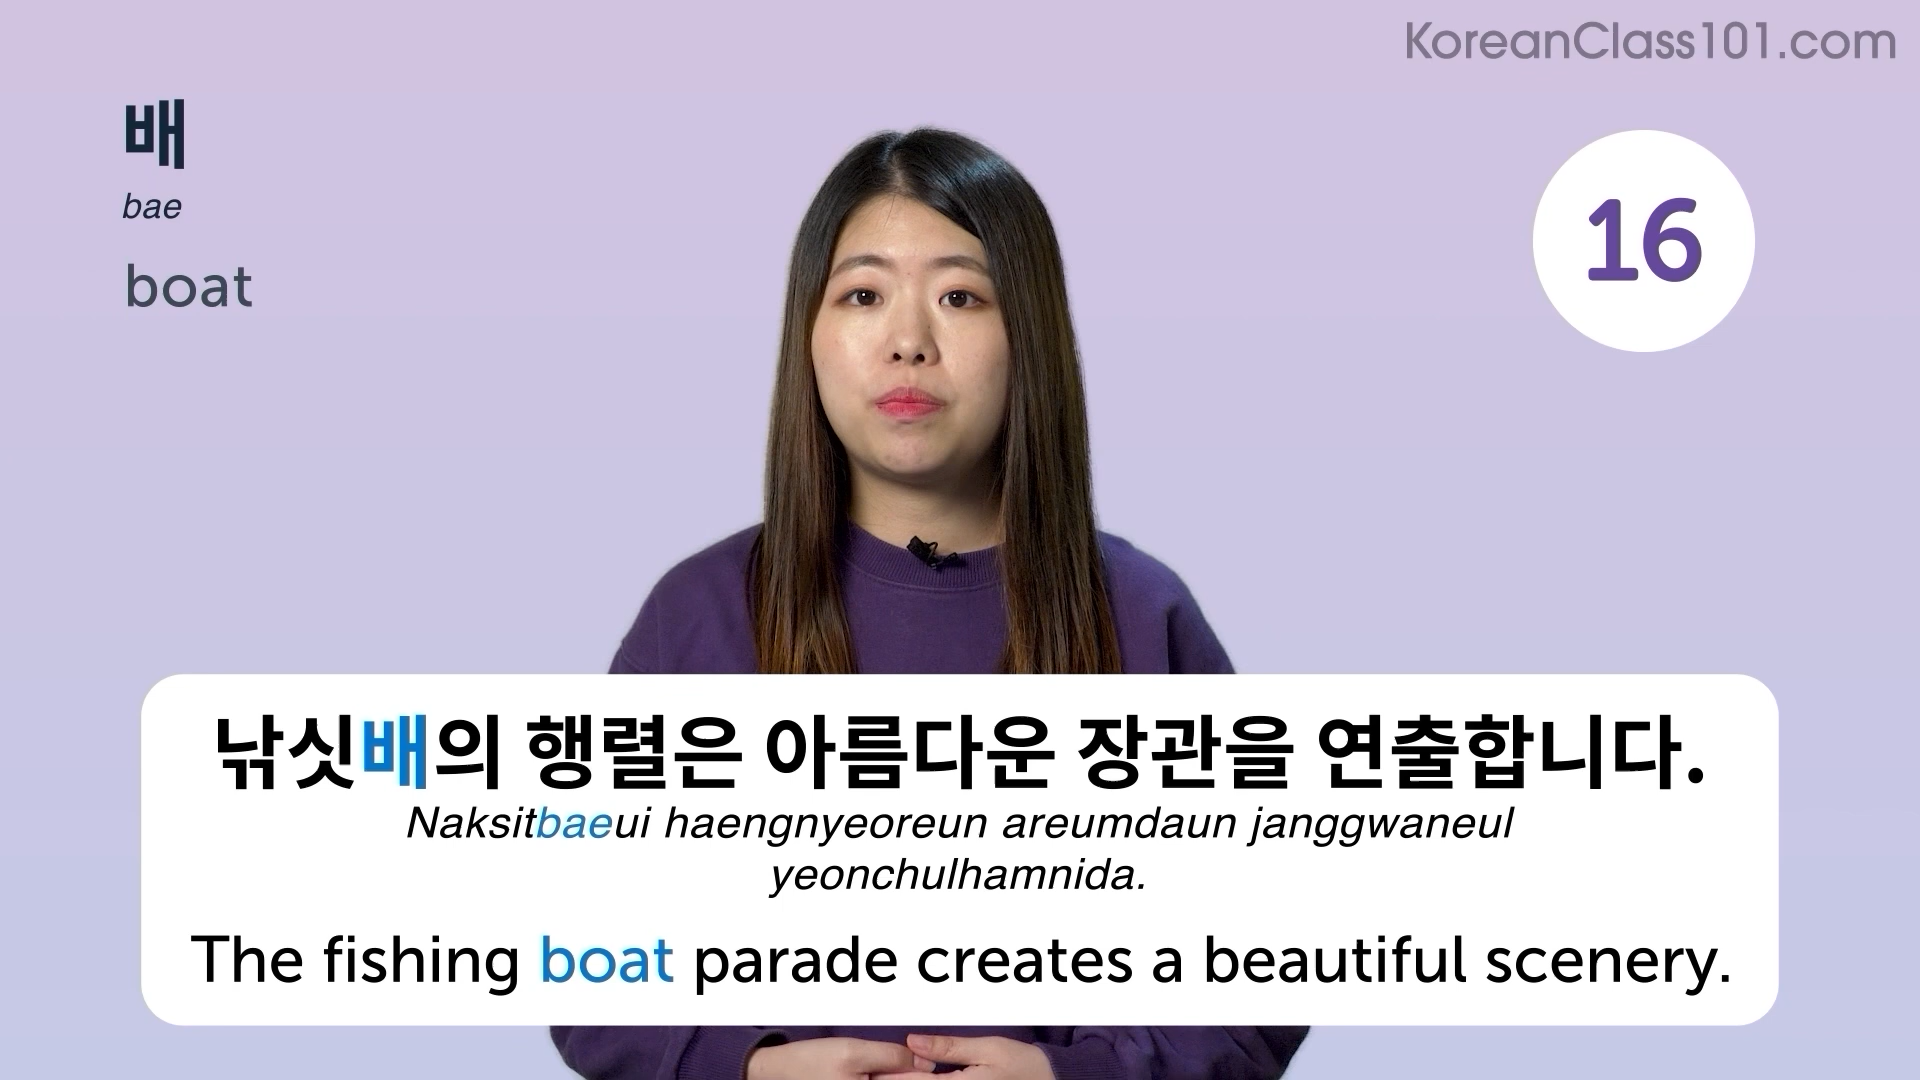 KoreanClass101.com
배
bae
boat
16
낚싯배의 행렬은 아름다운 장관을 연출합니다.
Naksitbaeui haengnyeoreun areumdaun janggwaneul
yeonchulhamnida.
The fishing boat parade creates a beautiful scenery.